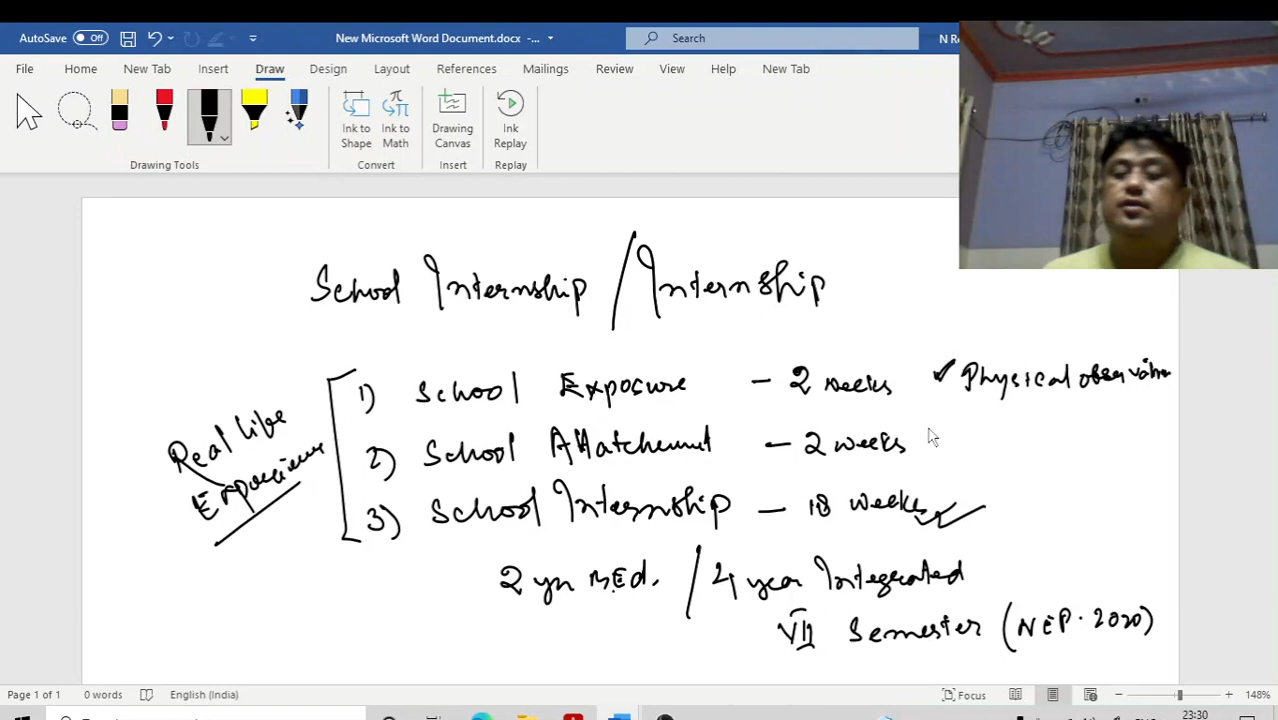 AutoSave Off New Microsoft Word Document.docx -... Search N Re
File Home New Tab Insert Draw Design Layout References Mailings Review View Help New Tab
Ink to Shape Ink to Math Drawing Canvas Ink Replay
Drawing Tools Convert Insert Replay
School Internship / Internship
1) School Exposure - 2 weeks ✓ Physical observation
2) School Attatchemnt - 2 weeks
3) School Internship - 18 weeks
Real life
Experience
2 yr B.Ed. / 4 year Integrated
VII Semester (NEP. 2020)
Page 1 of 1 0 words English (India) Focus 148%
23:30